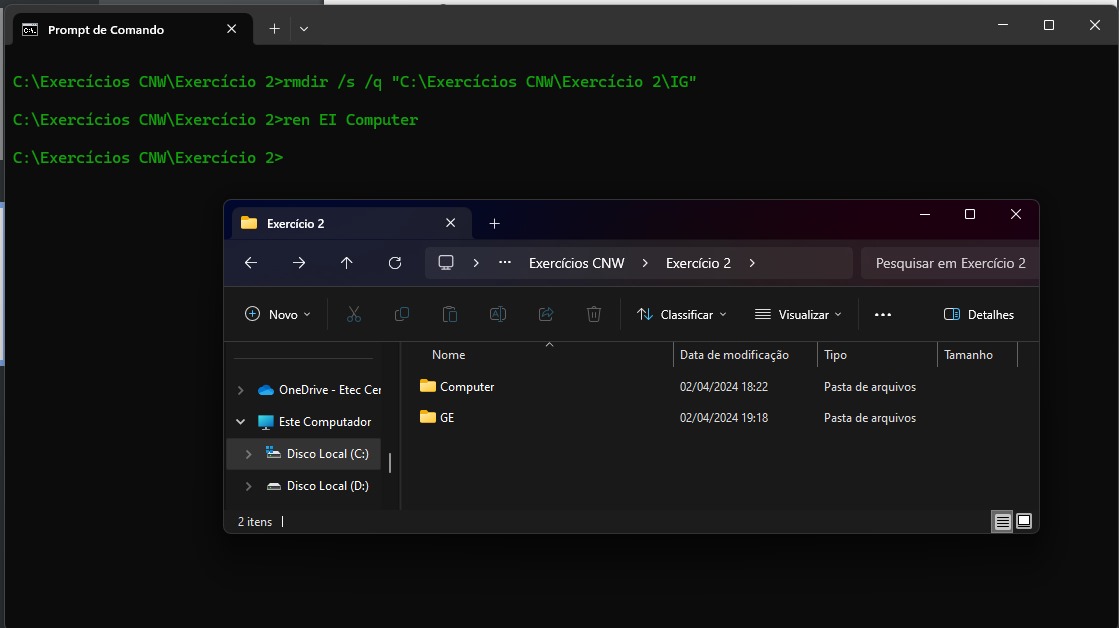 Prompt de Comando
C:\Exercícios CNW\Exercício 2>rmdir /s /q "C:\Exercícios CNW\Exercício 2\IG"
C:\Exercícios CNW\Exercício 2>ren EI Computer
C:\Exercícios CNW\Exercício 2>
Exercício 2
Exercícios CNW > Exercício 2 > Pesquisar em Exercício 2
Novo Classificar Visualizar ... Detalhes
Nome Data de modificação Tipo Tamanho
Computer 02/04/2024 18:22 Pasta de arquivos
GE 02/04/2024 19:18 Pasta de arquivos
OneDrive - Etec Cer
Este Computador
Disco Local (C:)
Disco Local (D:)
2 itens